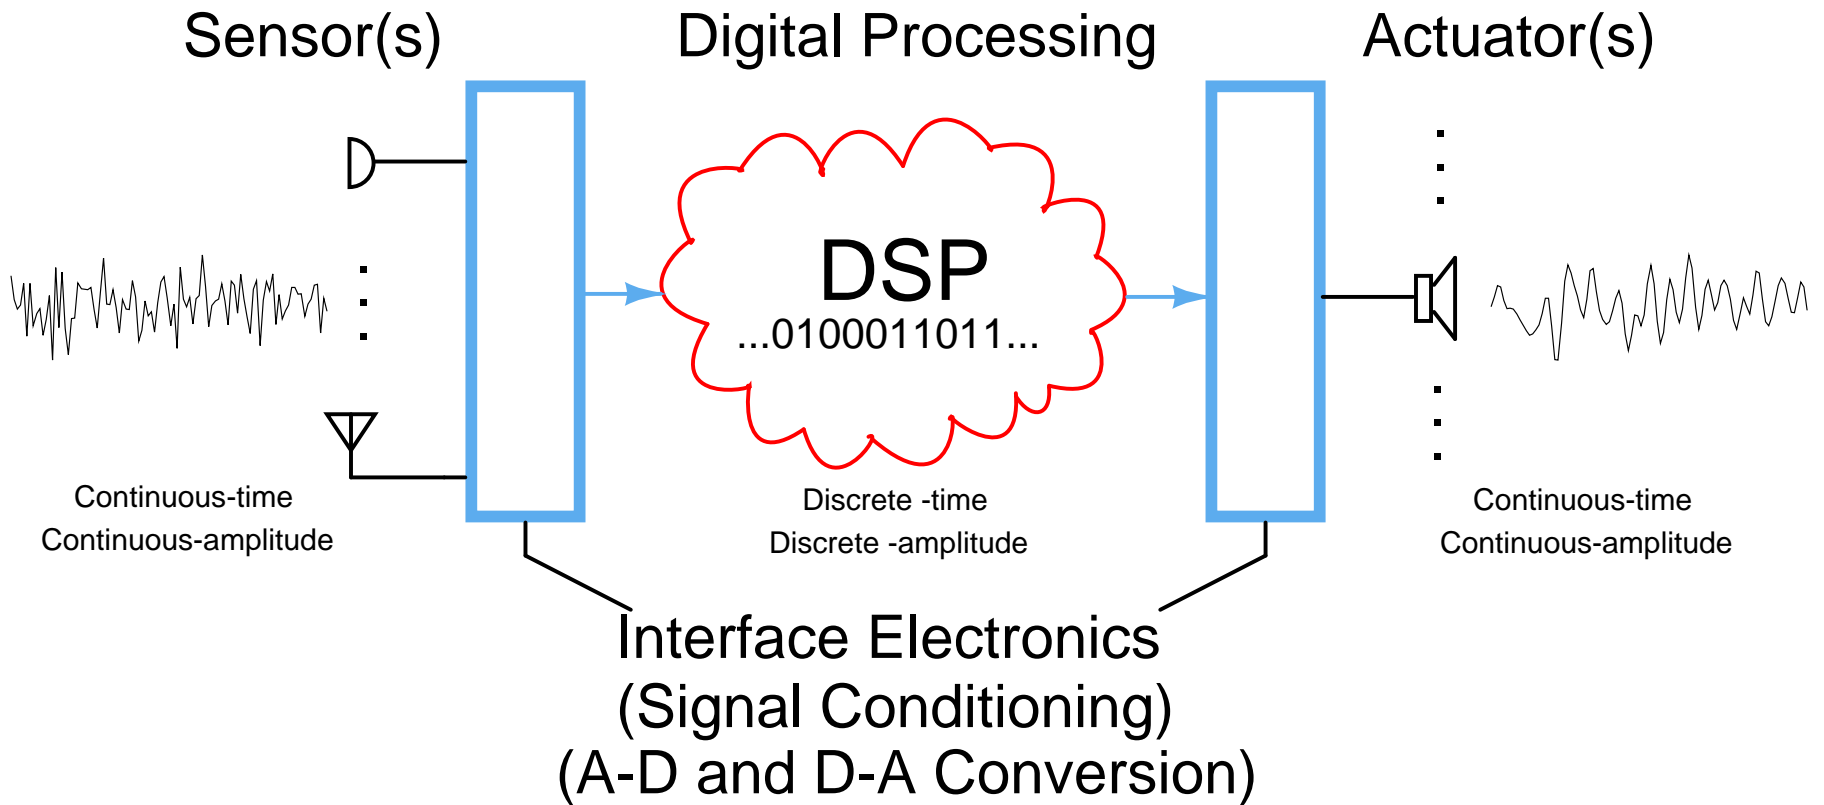 Sensor(s)
Digital Processing
Actuator(s)
DSP
...0100011011...
Continuous-time
Continuous-amplitude
Discrete -time
Discrete -amplitude
Continuous-time
Continuous-amplitude
Interface Electronics
(Signal Conditioning)
(A-D and D-A Conversion)